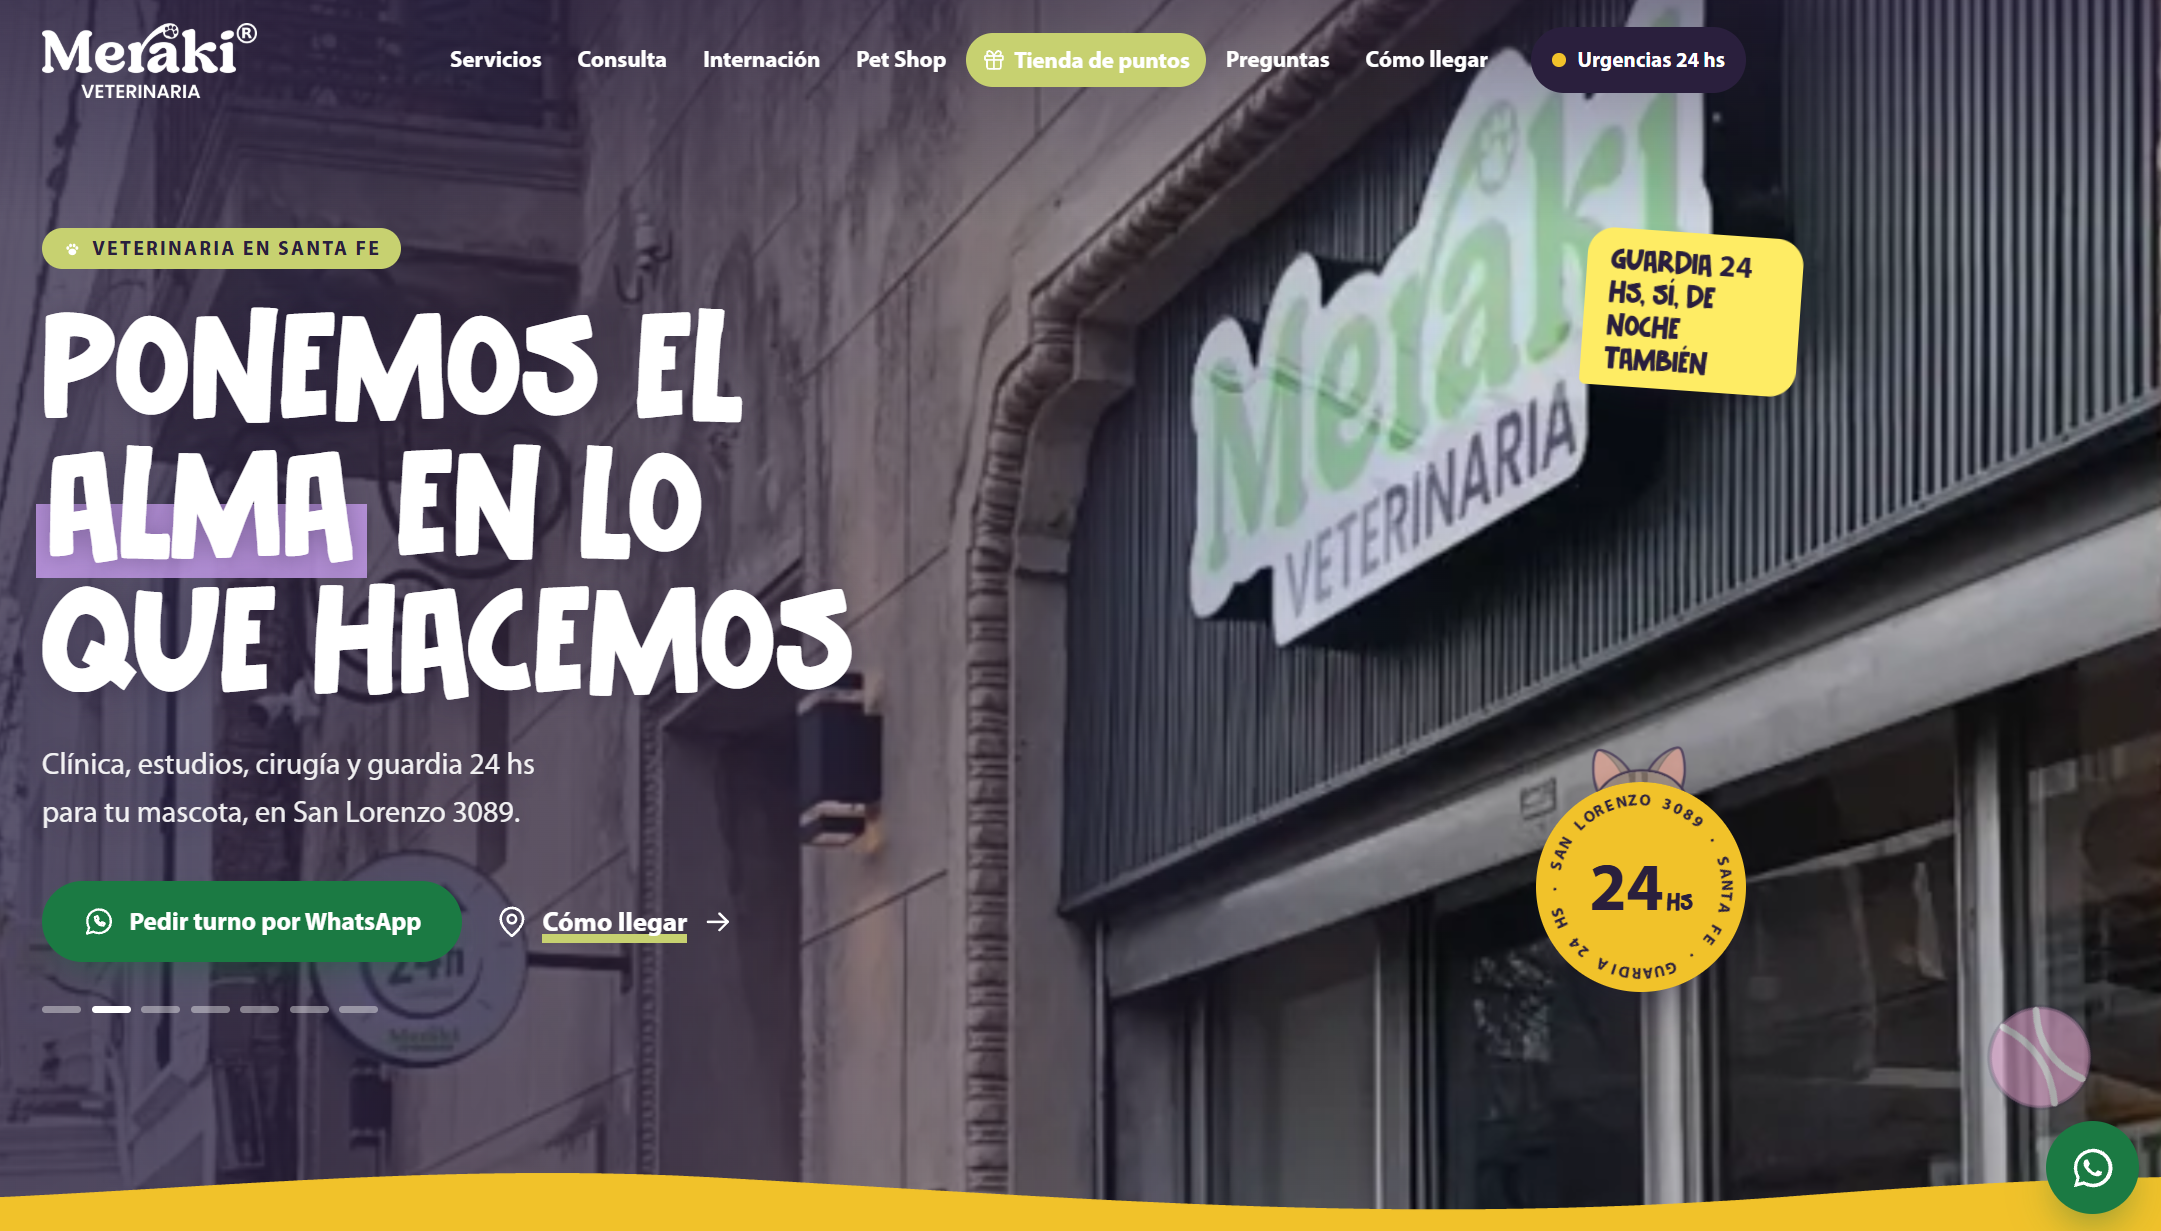 Meraki®
VETERINARIA
Servicios
Consulta
Internación
Pet Shop
Tienda de puntos
Preguntas
Cómo llegar
Urgencias 24 hs
VETERINARIA EN SANTA FE
PONEMOS EL
ALMA EN LO
QUE HACEMOS
Clínica, estudios, cirugía y guardia 24 hs
para tu mascota, en San Lorenzo 3089.
Pedir turno por WhatsApp
Cómo llegar
Meraki
VETERINARIA
GUARDIA 24
HS, SÍ, DE
NOCHE
TAMBIÉN
SAN LORENZO 3089 · SANTA FE · GUARDIA 24 HS ·
24 HS
24h
Meraki